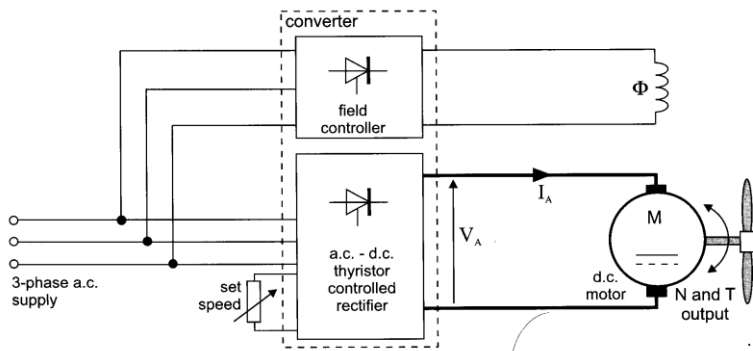 converter
field
controller
Φ
I_A
V_A
M
a.c. - d.c.
thyristor
controlled
rectifier
3-phase a.c.
supply
set
speed
d.c.
motor
N and T
output